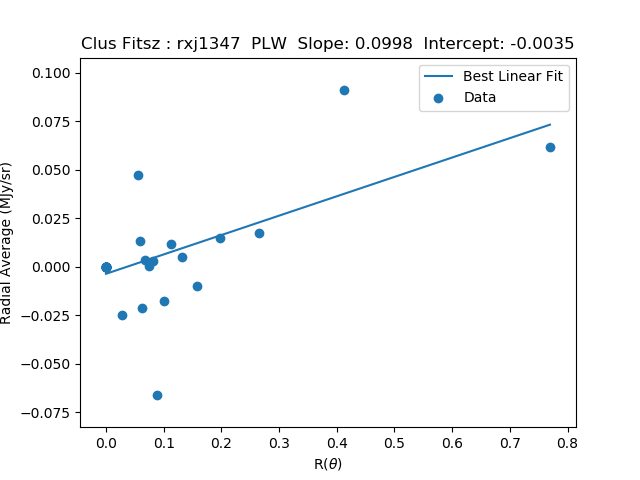 Clus Fitsz : rxj1347  PLW  Slope: 0.0998  Intercept: -0.0035
Best Linear Fit
Data
0.100
0.075
0.050
0.025
0.000
−0.025
−0.050
−0.075
Radial Average (MJy/sr)
0.0 0.1 0.2 0.3 0.4 0.5 0.6 0.7 0.8
R(θ)